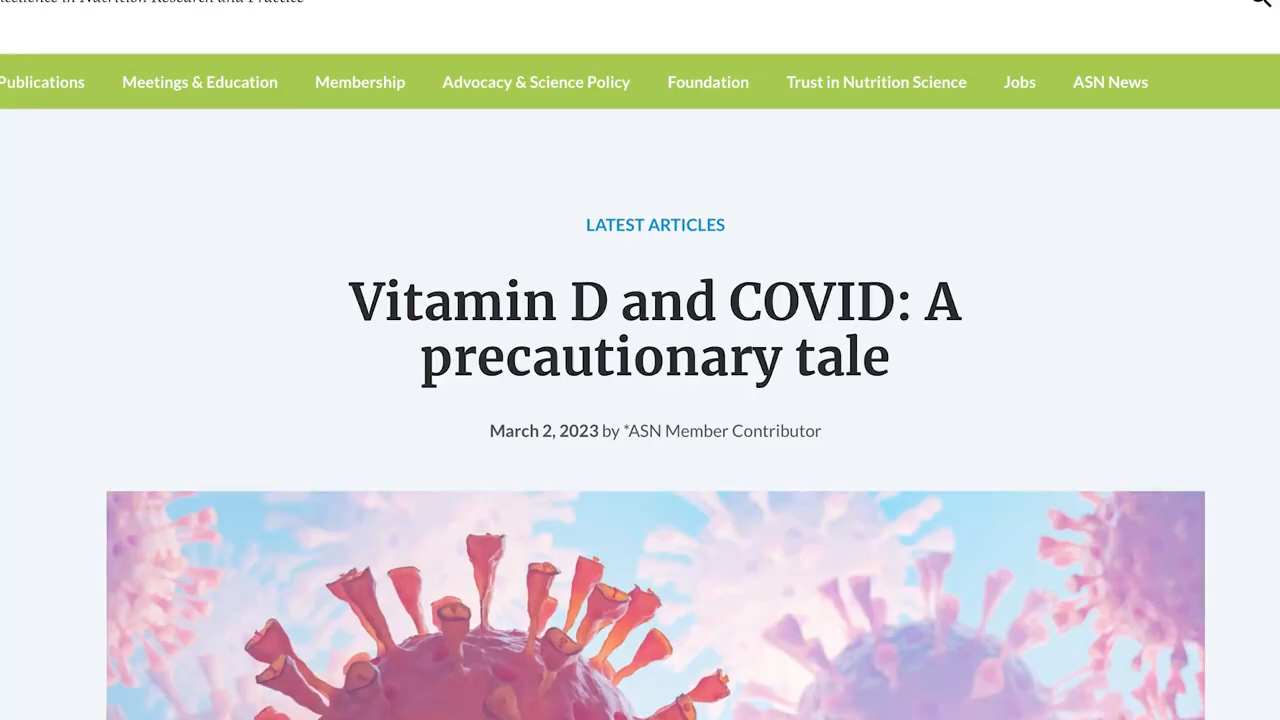 in Nutrition Research and Practice
Publications Meetings & Education Membership Advocacy & Science Policy Foundation Trust in Nutrition Science Jobs ASN News
LATEST ARTICLES
Vitamin D and COVID: A
precautionary tale
March 2, 2023 by *ASN Member Contributor